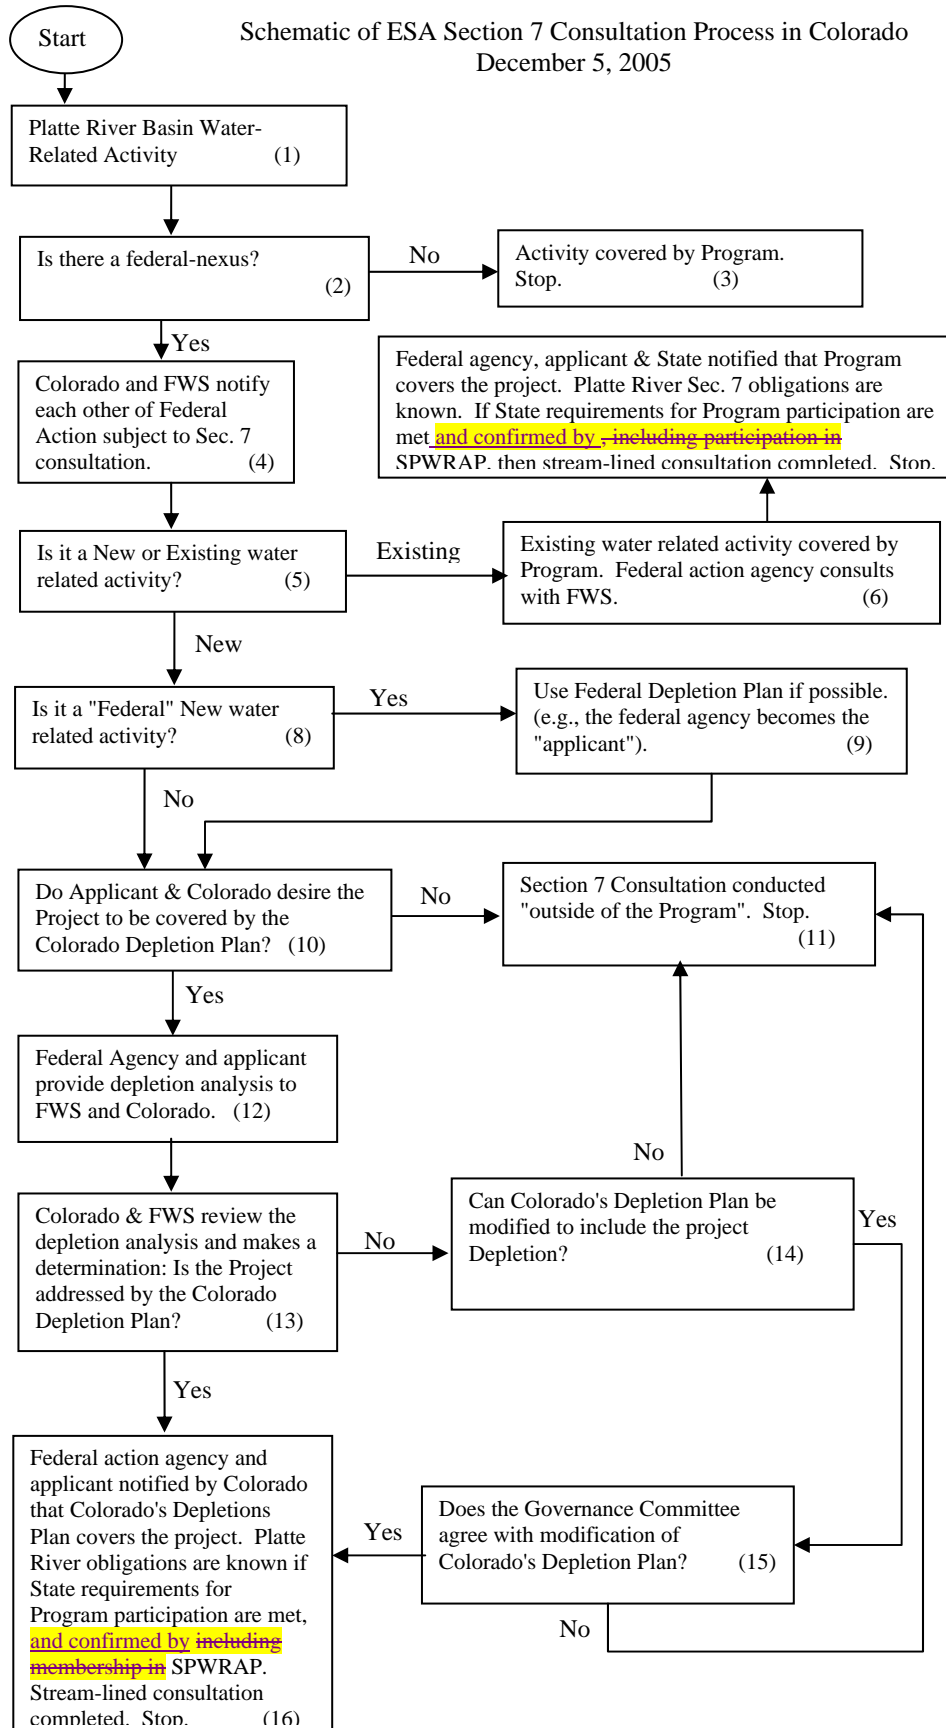 Start
Schematic of ESA Section 7 Consultation Process in Colorado
December 5, 2005
Platte River Basin Water-
Related Activity (1)
Is there a federal-nexus?
(2)
No
Activity covered by Program.
Stop. (3)
Yes
Colorado and FWS notify
each other of Federal
Action subject to Sec. 7
consultation. (4)
Federal agency, applicant & State notified that Program
covers the project. Platte River Sec. 7 obligations are
known. If State requirements for Program participation are
met and confirmed by , including participation in
SPWRAP, then stream-lined consultation completed. Stop.
Is it a New or Existing water
related activity? (5)
Existing
Existing water related activity covered by
Program. Federal action agency consults
with FWS. (6)
New
Is it a "Federal" New water
related activity? (8)
Yes
Use Federal Depletion Plan if possible.
(e.g., the federal agency becomes the
"applicant"). (9)
No
Do Applicant & Colorado desire the
Project to be covered by the
Colorado Depletion Plan? (10)
No
Section 7 Consultation conducted
"outside of the Program". Stop.
(11)
Yes
Federal Agency and applicant
provide depletion analysis to
FWS and Colorado. (12)
Colorado & FWS review the
depletion analysis and makes a
determination: Is the Project
addressed by the Colorado
Depletion Plan? (13)
No
No
Can Colorado's Depletion Plan be
modified to include the project
Depletion? (14)
Yes
Yes
Federal action agency and
applicant notified by Colorado
that Colorado's Depletions
Plan covers the project. Platte
River obligations are known if
State requirements for
Program participation are met,
and confirmed by including
membership in SPWRAP.
Stream-lined consultation
completed. Stop. (16)
Yes
Does the Governance Committee
agree with modification of
Colorado's Depletion Plan? (15)
No